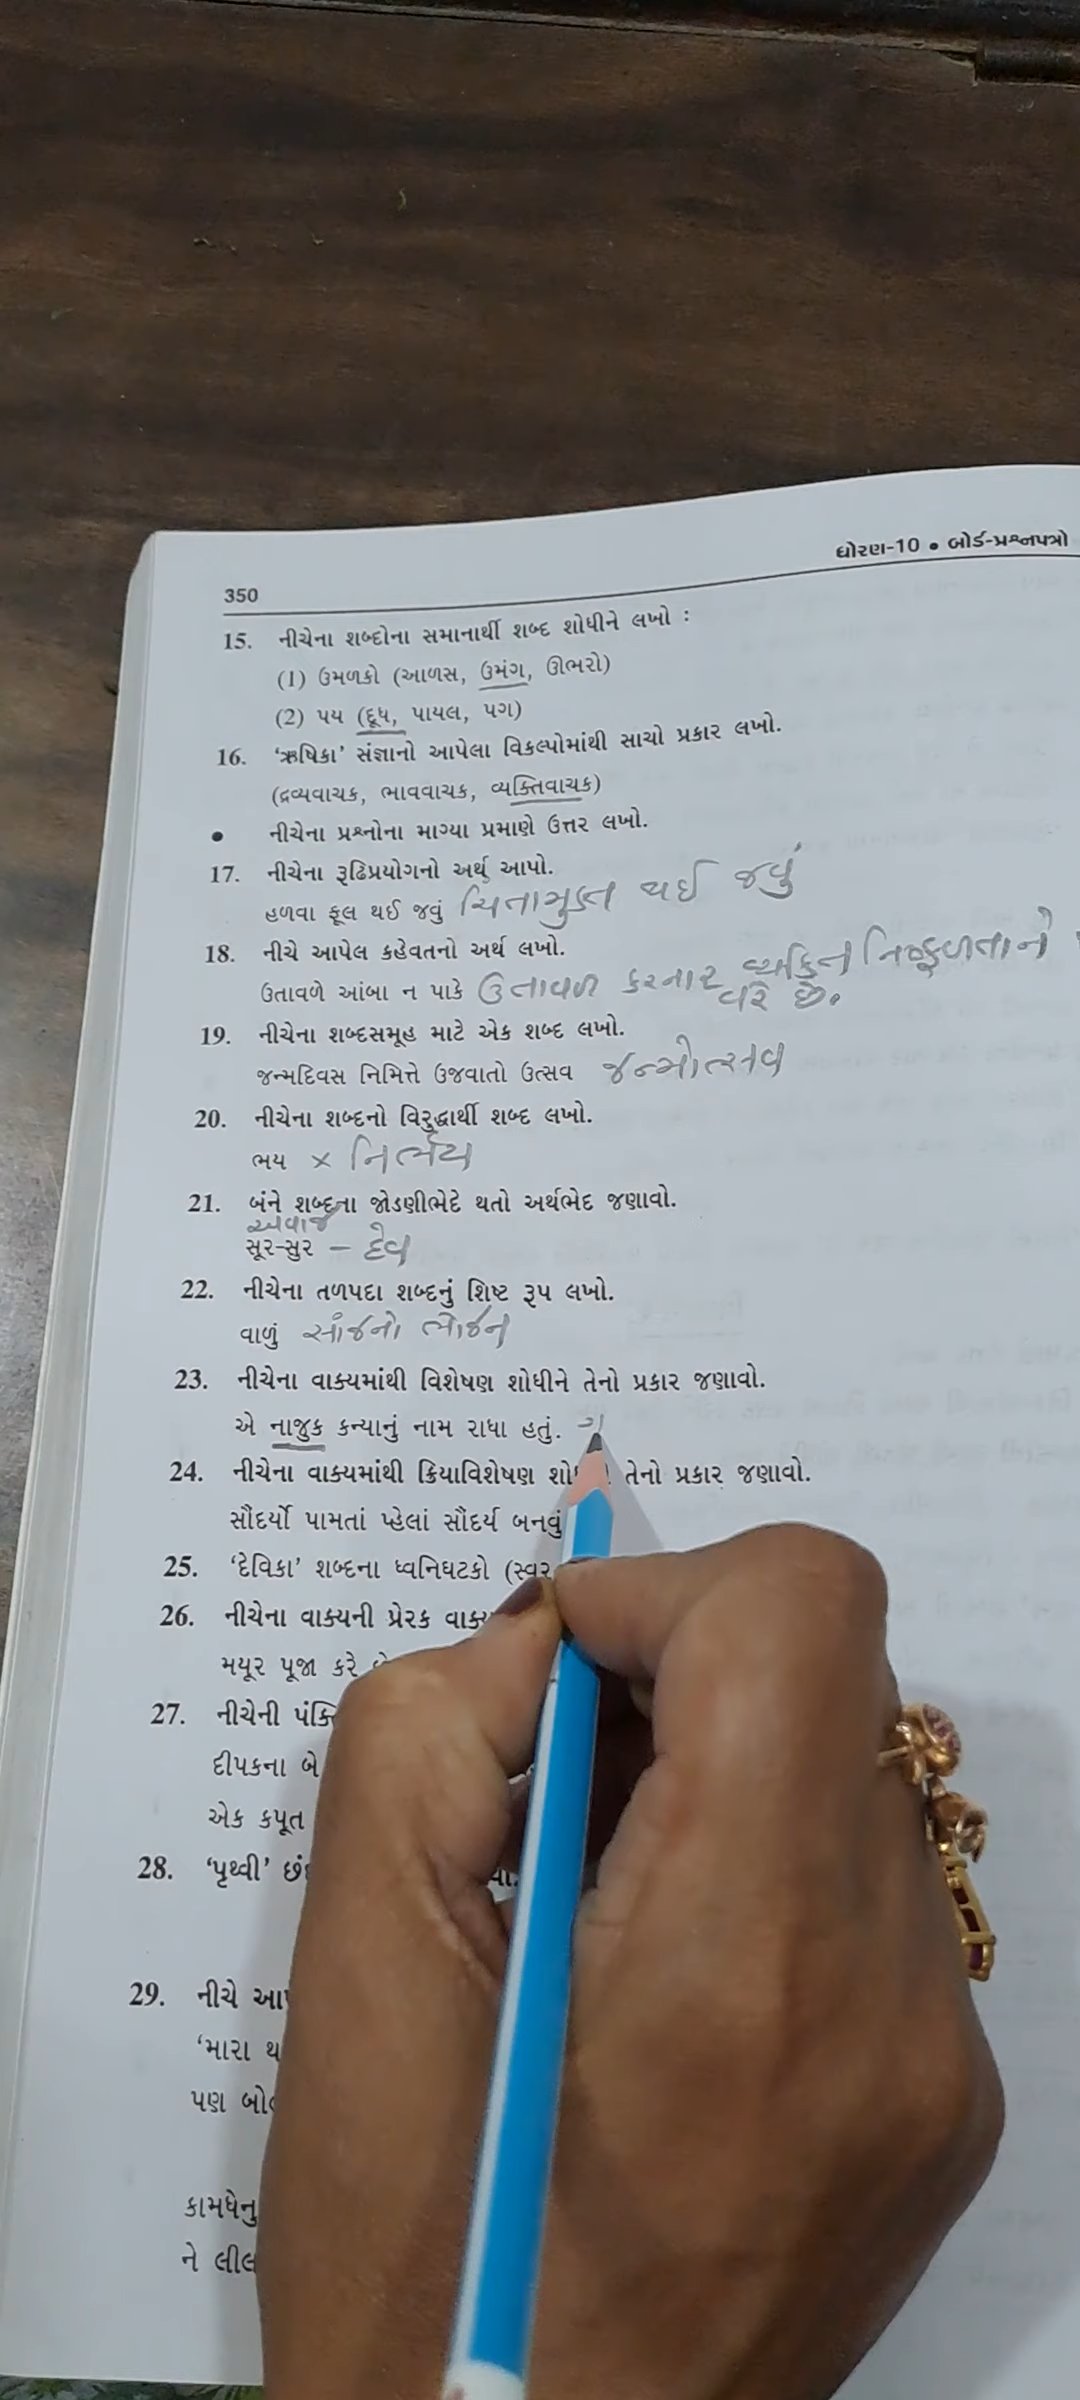 350
ધોરણ-10 • બોર્ડ-પ્રશ્નપત્રો
15. નીચેના શબ્દોના સમાનાર્થી શબ્દ શોધીને લખો :
(1) ઉમળકો (આળસ, ઉમંગ, ઊભરો)
(2) પય (દૂધ, પાયલ, પગ)
16. ‘ઋષિકા’ સંજ્ઞાનો આપેલા વિકલ્પોમાંથી સાચો પ્રકાર લખો.
(દ્રવ્યવાચક, ભાવવાચક, વ્યક્તિવાચક)
• નીચેના પ્રશ્નોના માગ્યા પ્રમાણે ઉત્તર લખો.
17. નીચેના રૂઢિપ્રયોગનો અર્થ આપો.
હળવા ફૂલ થઈ જવું ચિંતામુક્ત થઈ જવું
18. નીચે આપેલ કહેવતનો અર્થ લખો.
ઉતાવળે આંબા ન પાકે ઉતાવળ કરનાર વ્યકિત નિષ્ફળતાને
વરે છે.
19. નીચેના શબ્દસમૂહ માટે એક શબ્દ લખો.
જન્મદિવસ નિમિત્તે ઉજવાતો ઉત્સવ જન્મોત્સવ
20. નીચેના શબ્દનો વિરુદ્ધાર્થી શબ્દ લખો.
ભય × નિર્ભય
21. બંને શબ્દના જોડણીભેદે થતો અર્થભેદ જણાવો.
અવાજ
સૂર-સુર – દેવ
22. નીચેના તળપદા શબ્દનું શિષ્ટ રૂપ લખો.
વાળું સાંજનો ભોજન
23. નીચેના વાક્યમાંથી વિશેષણ શોધીને તેનો પ્રકાર જણાવો.
એ નાજુક કન્યાનું નામ રાધા હતું.
24. નીચેના વાક્યમાંથી ક્રિયાવિશેષણ તેનો પ્રકાર જણાવો.
સૌંદર્યો પામતાં પ્હેલાં સૌંદર્ય બનવું
25. ‘દેવિકા’ શબ્દના ધ્વનિઘટકો (સ્વર
26. નીચેના વાક્યની પ્રેરક
મયૂર પૂજા કરે
27. નીચેની
દીપકના બે
એક કપૂત
28. ‘પૃથ્વી’
29. નીચે
‘મારા
પણ
કામધેનુ
ને